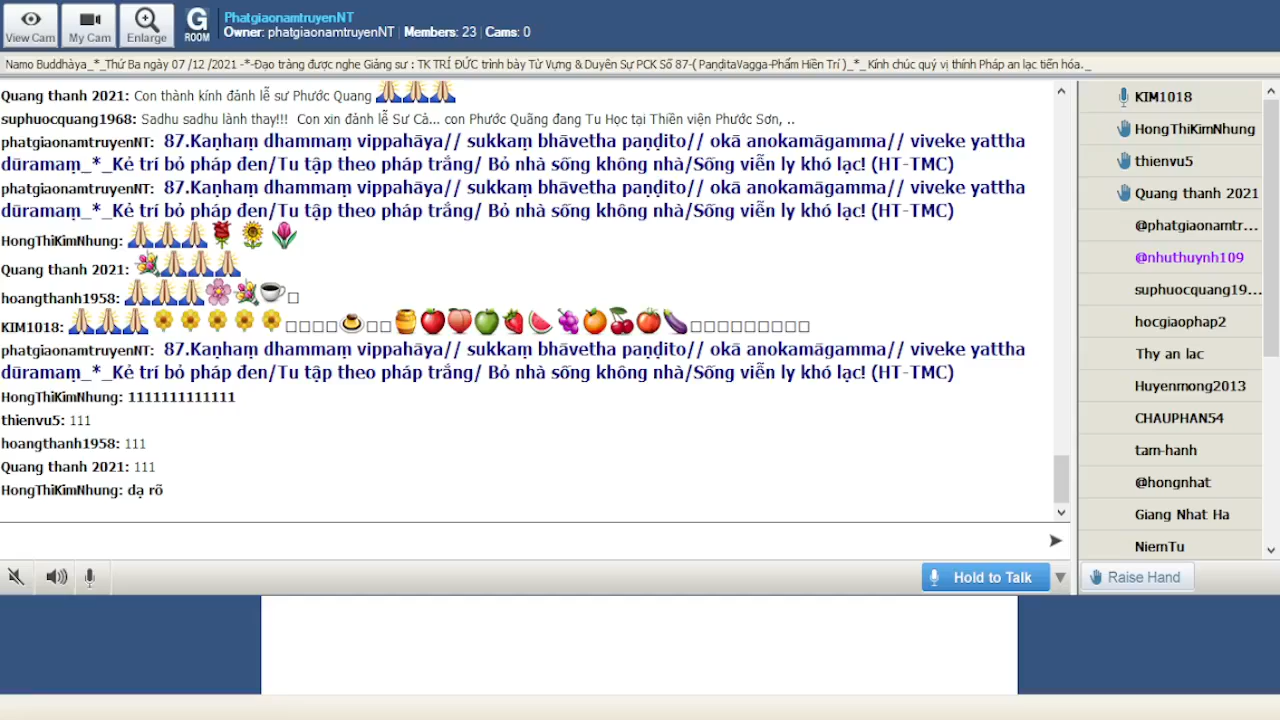 View Cam
My Cam
Enlarge
G
ROOM
PhatgiaonamtruyenNT
Owner: phatgiaonamtruyenNT | Members: 23 | Cams: 0
Namo Buddhàya_*_Thứ Ba ngày 07 /12 /2021 -*-Đạo tràng được nghe Giảng sư : TK TRÍ ĐỨC trình bày Từ Vựng & Duyên Sự PCK Số 87-( PaṇḍitaVagga-Phẩm Hiền Trí )_*_ Kính chúc quý vị thính Pháp an lạc tiến hóa._
Quang thanh 2021: Con thành kính đảnh lễ sư Phước Quang
suphuocquang1968: Sadhu sadhu lành thay!!! Con xin đảnh lễ Sư Cả... con Phước Quãng đang Tu Học tại Thiền viện Phước Sơn, ..
phatgiaonamtruyenNT: 87.Kaṇhaṃ dhammaṃ vippahāya// sukkaṃ bhāvetha paṇḍito// okā anokamāgamma// viveke yattha
dūramaṃ_*_Kẻ trí bỏ pháp đen/Tu tập theo pháp trắng/ Bỏ nhà sống không nhà/Sống viễn ly khó lạc! (HT-TMC)
phatgiaonamtruyenNT: 87.Kaṇhaṃ dhammaṃ vippahāya// sukkaṃ bhāvetha paṇḍito// okā anokamāgamma// viveke yattha
dūramaṃ_*_Kẻ trí bỏ pháp đen/Tu tập theo pháp trắng/ Bỏ nhà sống không nhà/Sống viễn ly khó lạc! (HT-TMC)
HongThiKimNhung:
Quang thanh 2021:
hoangthanh1958:
KIM1018:
phatgiaonamtruyenNT: 87.Kaṇhaṃ dhammaṃ vippahāya// sukkaṃ bhāvetha paṇḍito// okā anokamāgamma// viveke yattha
dūramaṃ_*_Kẻ trí bỏ pháp đen/Tu tập theo pháp trắng/ Bỏ nhà sống không nhà/Sống viễn ly khó lạc! (HT-TMC)
HongThiKimNhung: 1111111111111
thienvu5: 111
hoangthanh1958: 111
Quang thanh 2021: 111
HongThiKimNhung: dạ rõ
Hold to Talk
KIM1018
HongThiKimNhung
thienvu5
Quang thanh 2021
@phatgiaonamtr...
@nhuthuynh109
suphuocquang19...
hocgiaophap2
Thy an lac
Huyenmong2013
CHAUPHAN54
tam-hanh
@hongnhat
Giang Nhat Ha
NiemTu
Raise Hand